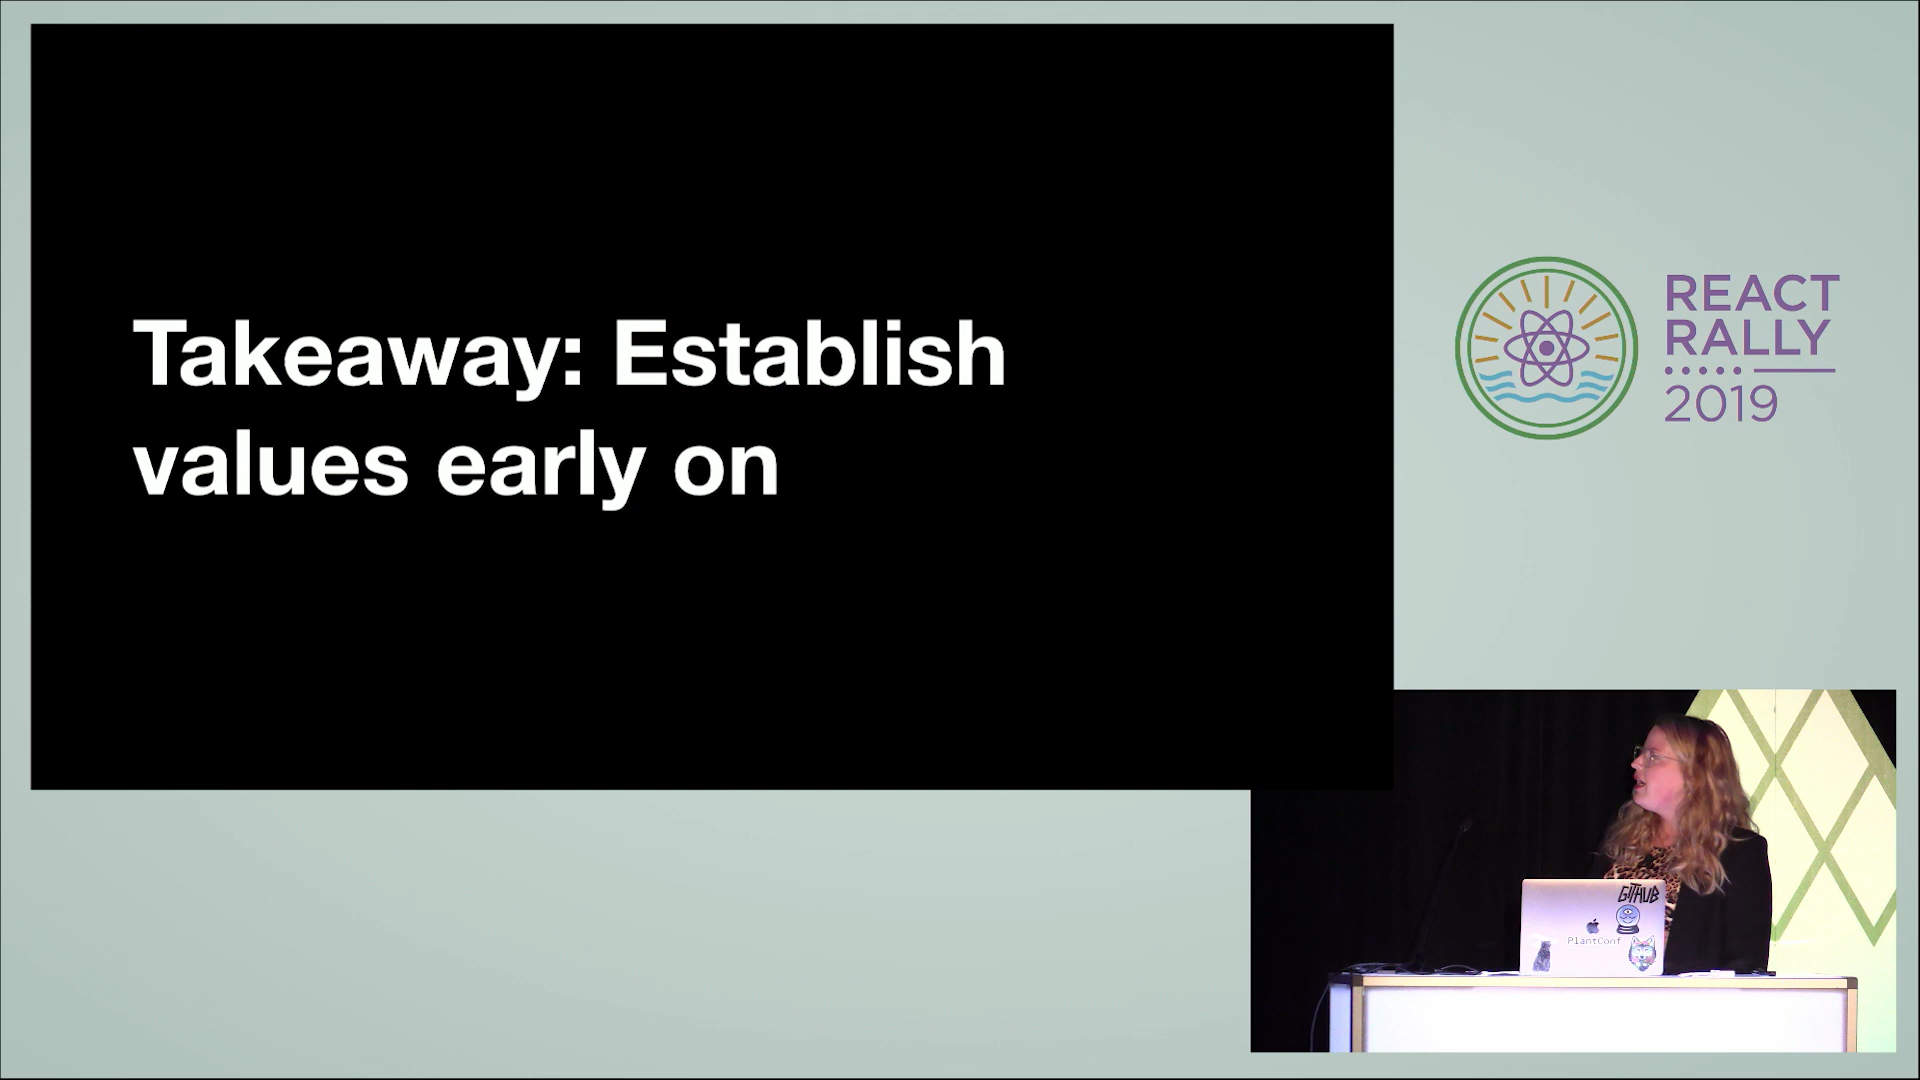 Takeaway: Establish
values early on
REACT
RALLY
2019
GITHUB
PlantConf